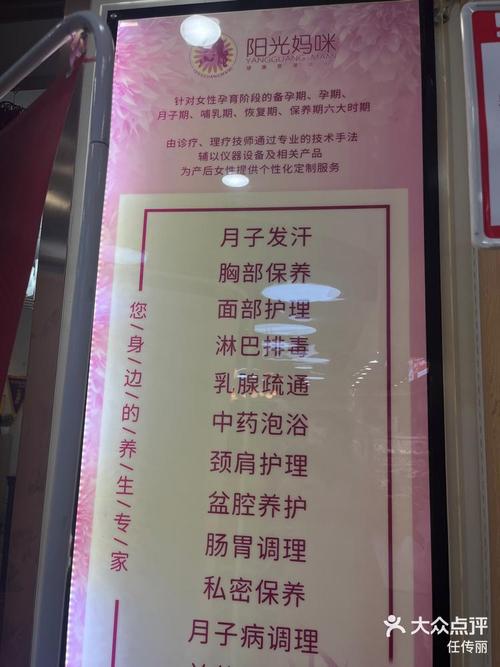 阳光妈咪
YANGGUANG MAMI
针对女性孕育阶段的备孕期、孕期、
月子期、哺乳期、恢复期、保养期六大时期
由诊疗、理疗技师通过专业的技术手法
辅以仪器设备及相关产品
为产后女性提供个性化定制服务
您/身/边/的/养/生/专/家
月子发汗
胸部保养
面部护理
淋巴排毒
乳腺疏通
中药泡浴
颈肩护理
盆腔养护
肠胃调理
私密保养
月子病调理
大众点评
任传丽